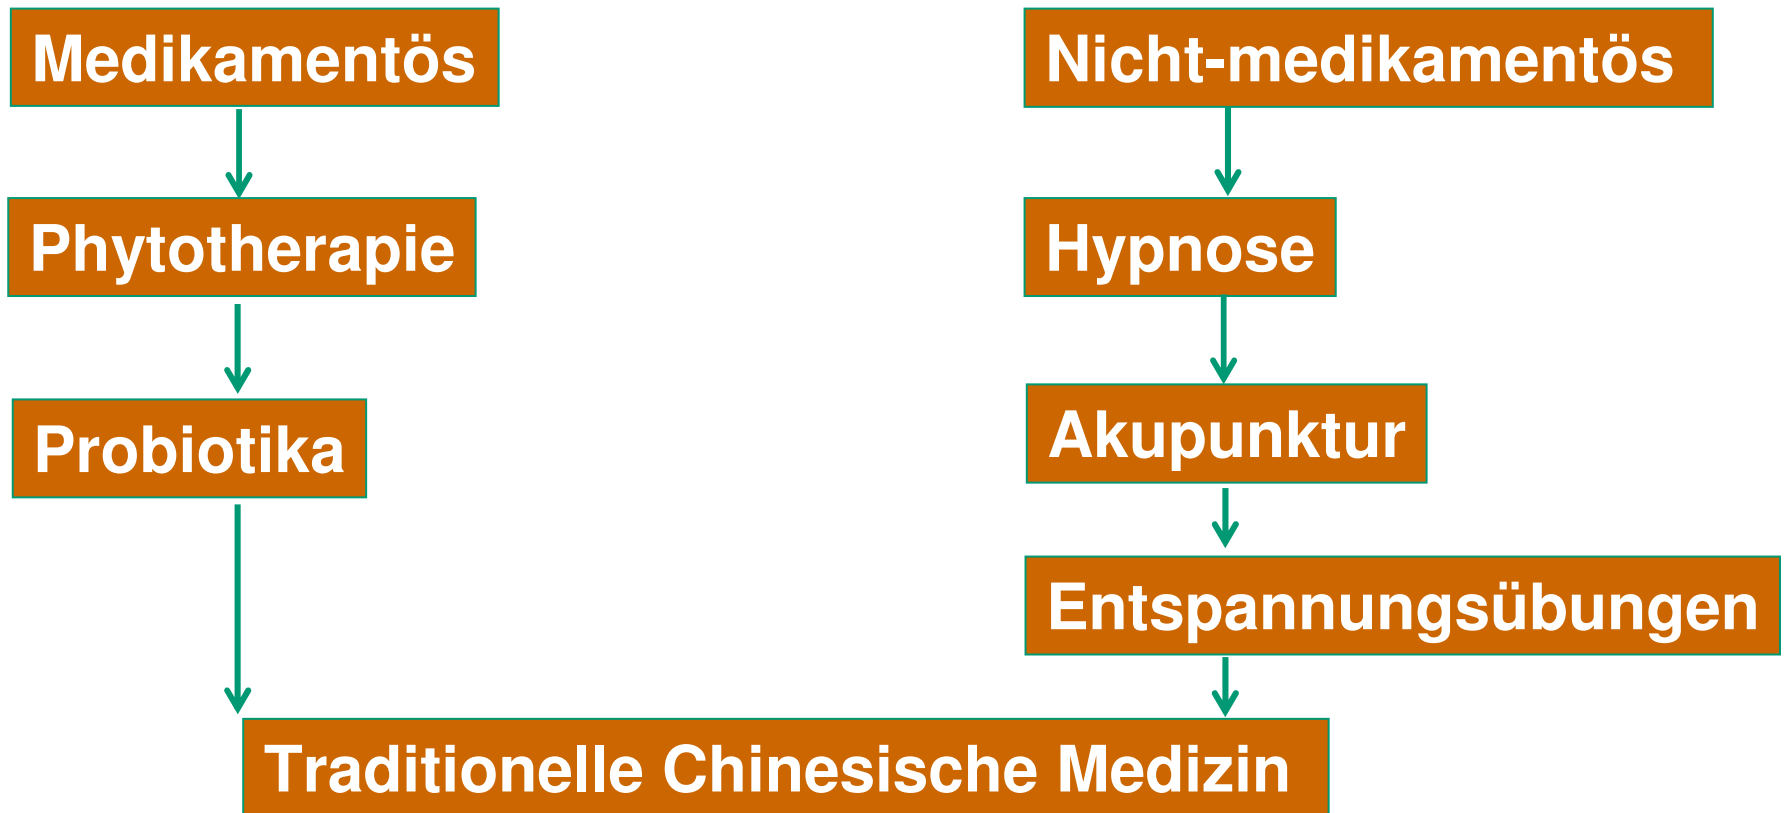 Medikamentös
Nicht-medikamentös
Phytotherapie
Hypnose
Probiotika
Akupunktur
Entspannungsübungen
Traditionelle Chinesische Medizin